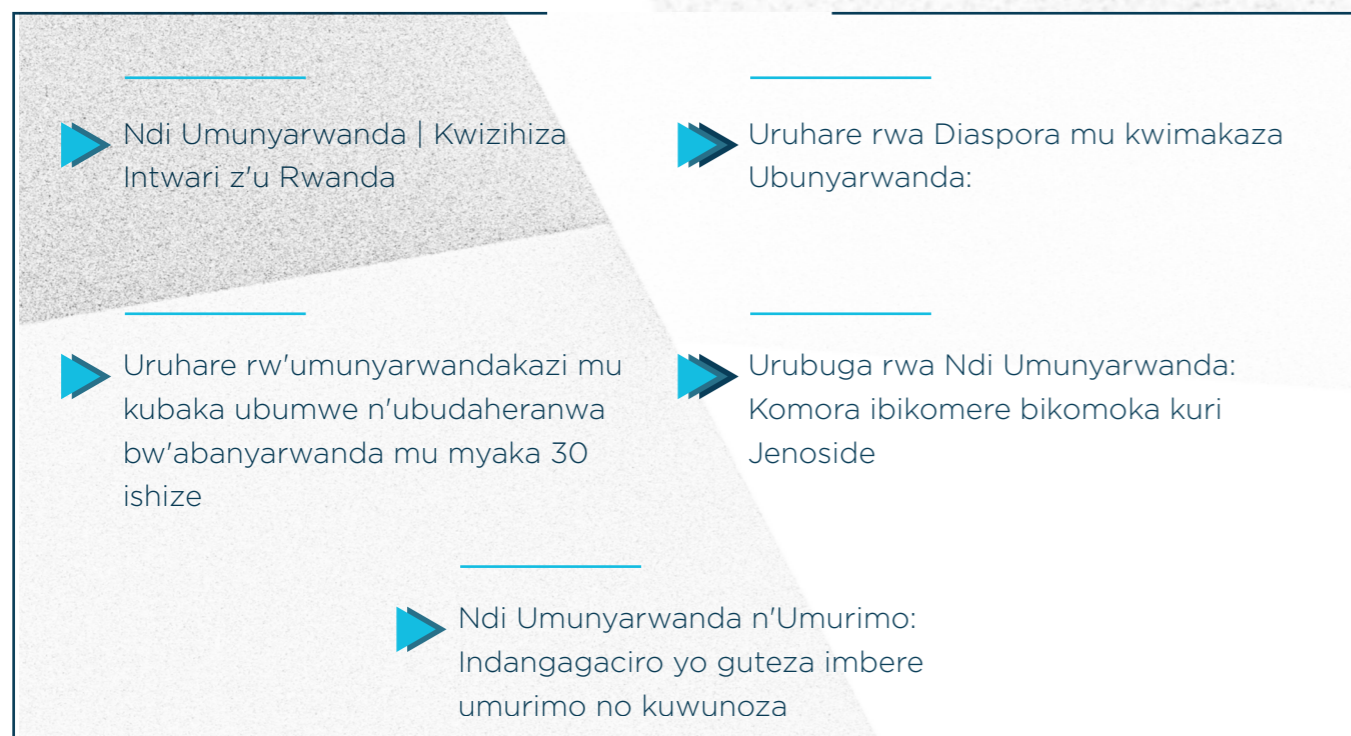 Ndi Umunyarwanda | Kwizihiza
Intwari z'u Rwanda
Uruhare rwa Diaspora mu kwimakaza
Ubunyarwanda:
Uruhare rw'umunyarwandakazi mu
kubaka ubumwe n'ubudaheranwa
bw'abanyarwanda mu myaka 30
ishize
Urubuga rwa Ndi Umunyarwanda:
Komora ibikomere bikomoka kuri
Jenoside
Ndi Umunyarwanda n'Umurimo:
Indangagaciro yo guteza imbere
umurimo no kuwunoza